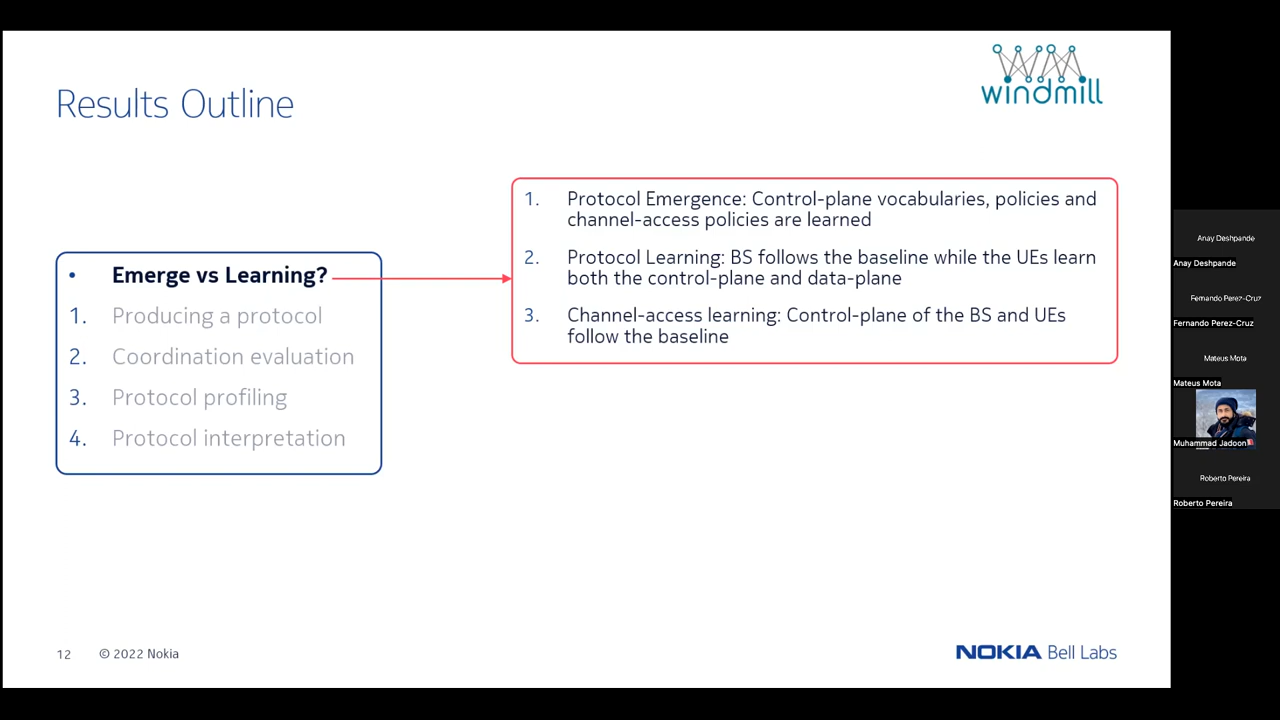 Results Outline
windmill
• Emerge vs Learning?
1. Producing a protocol
2. Coordination evaluation
3. Protocol profiling
4. Protocol interpretation
1. Protocol Emergence: Control-plane vocabularies, policies and
channel-access policies are learned
2. Protocol Learning: BS follows the baseline while the UEs learn
both the control-plane and data-plane
3. Channel-access learning: Control-plane of the BS and UEs
follow the baseline
12 © 2022 Nokia
NOKIA Bell Labs
Anay Deshpande
Anay Deshpande
Fernando Perez-Cruz
Fernando Perez-Cruz
Mateus Mota
Mateus Mota
Muhammad Jadoon
Roberto Pereira
Roberto Pereira